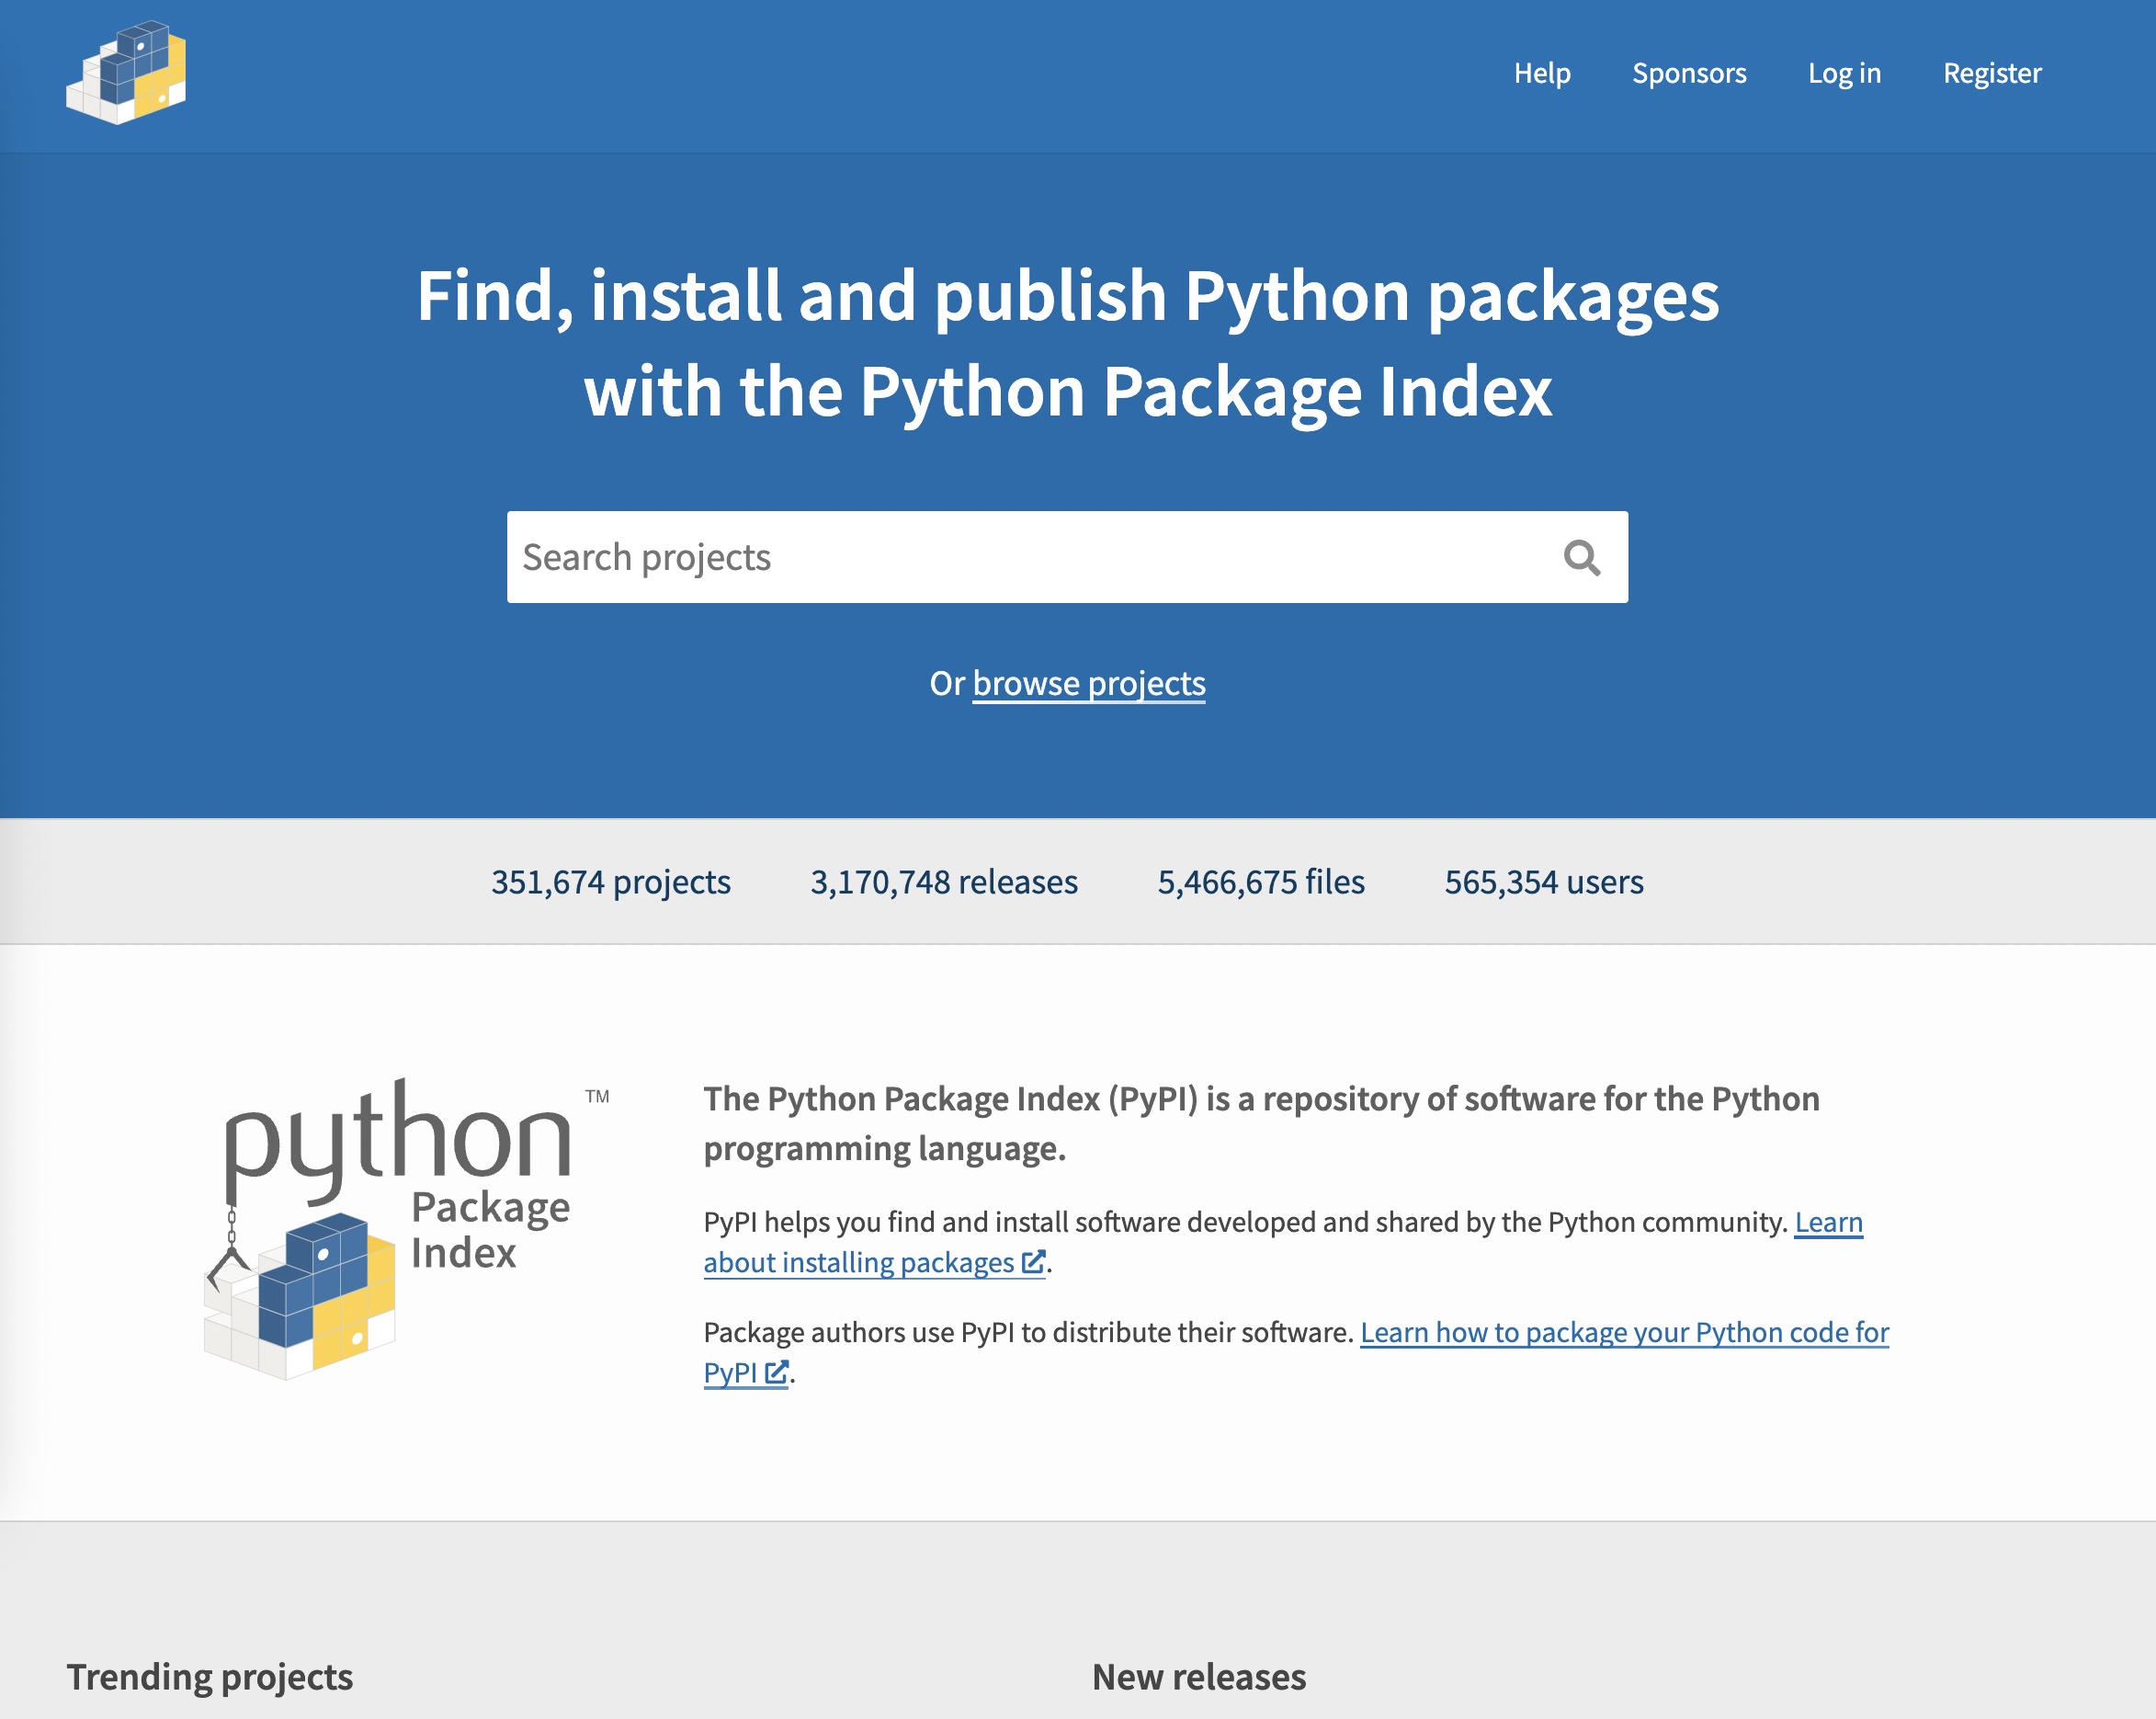 Help Sponsors Log in Register
Find, install and publish Python packages
with the Python Package Index
Search projects
Or browse projects
351,674 projects 3,170,748 releases 5,466,675 files 565,354 users
python™
Package
Index
The Python Package Index (PyPI) is a repository of software for the Python
programming language.
PyPI helps you find and install software developed and shared by the Python community. Learn
about installing packages.
Package authors use PyPI to distribute their software. Learn how to package your Python code for
PyPI.
Trending projects New releases